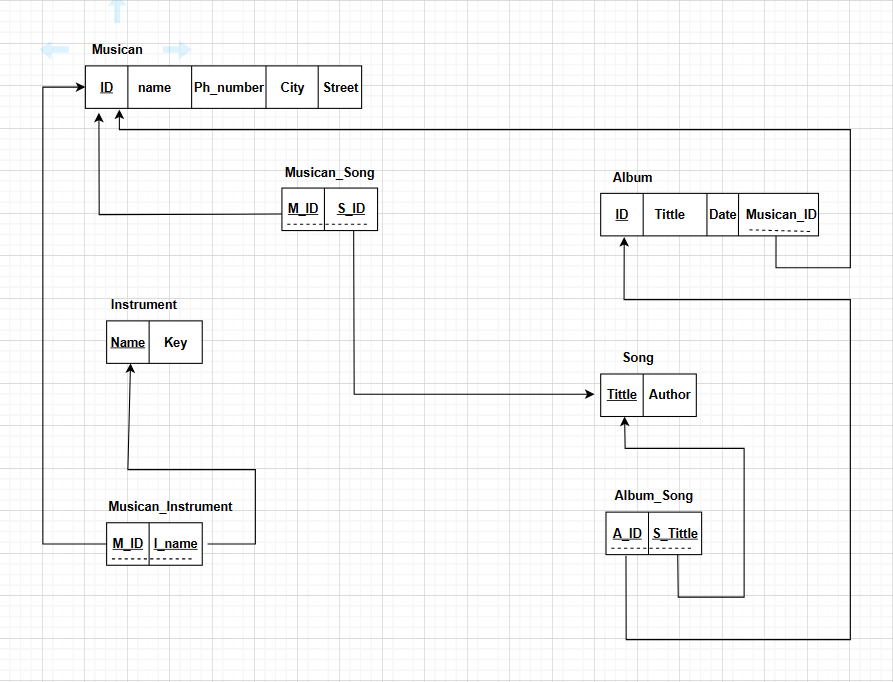 Musican
ID name Ph_number City Street
Musican_Song
M_ID S_ID
Album
ID Tittle Date Musican_ID
Instrument
Name Key
Song
Tittle Author
Musican_Instrument
M_ID I_name
Album_Song
A_ID S_Tittle